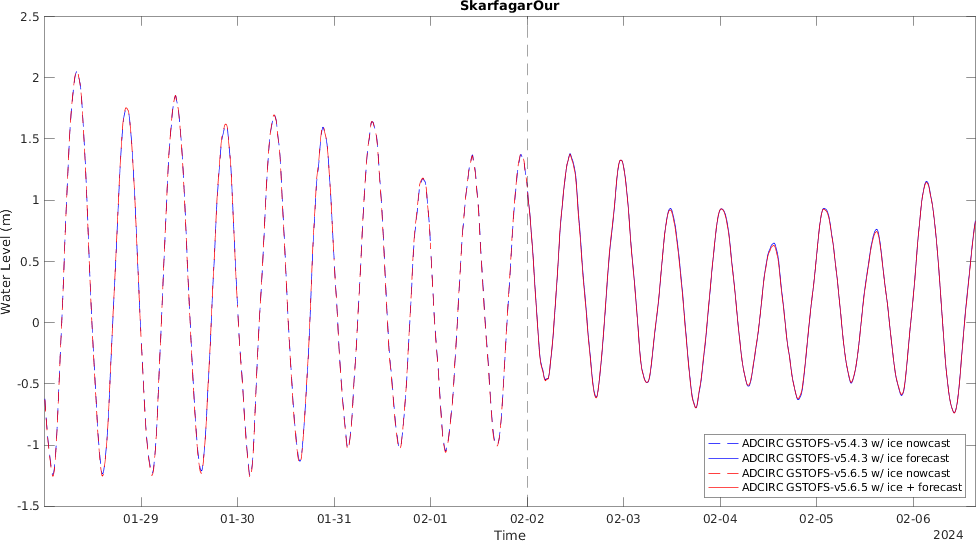 SkarfagarOur
2.5
2
1.5
1
0.5
0
-0.5
-1
-1.5
Water Level (m)
01-29
01-30
01-31
02-01
02-02
02-03
02-04
02-05
02-06
Time
2024
ADCIRC GSTOFS-v5.4.3 w/ ice nowcast
ADCIRC GSTOFS-v5.4.3 w/ ice forecast
ADCIRC GSTOFS-v5.6.5 w/ ice nowcast
ADCIRC GSTOFS-v5.6.5 w/ ice + forecast